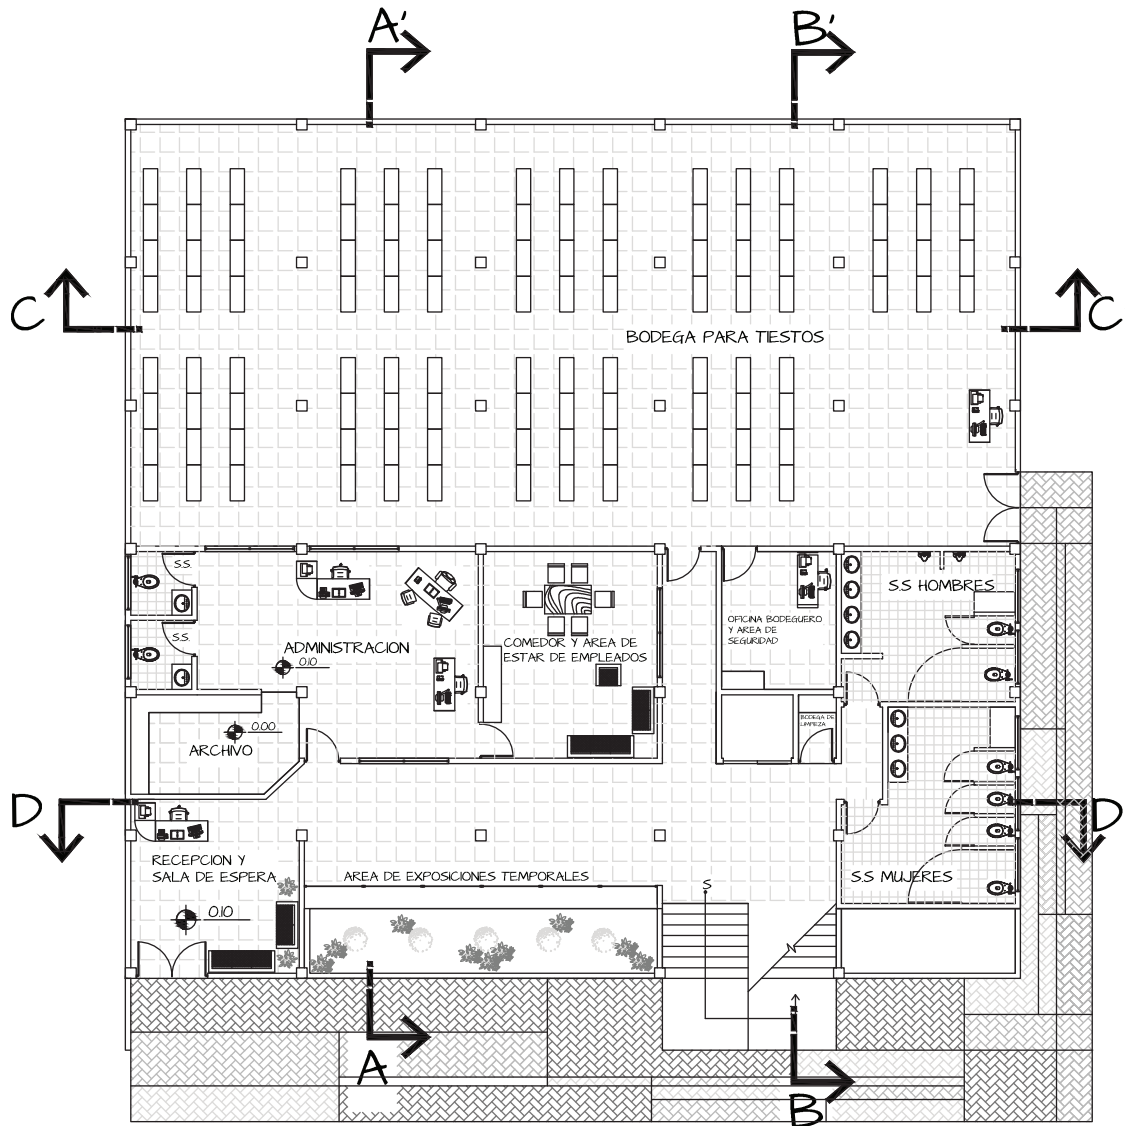 A'
B'
C
C
BODEGA PARA TIESTOS
S.S.
S.S.
ADMINISTRACION
0.10
COMEDOR Y AREA DE
ESTAR DE EMPLEADOS
OFICINA BODEGUERO
Y AREA DE
SEGURIDAD
S.S HOMBRES
BODEGA DE
LIMPIEZA
0.00
ARCHIVO
D
D
RECEPCION Y
SALA DE ESPERA
AREA DE EXPOSICIONES TEMPORALES
S
S.S MUJERES
0.10
A
B